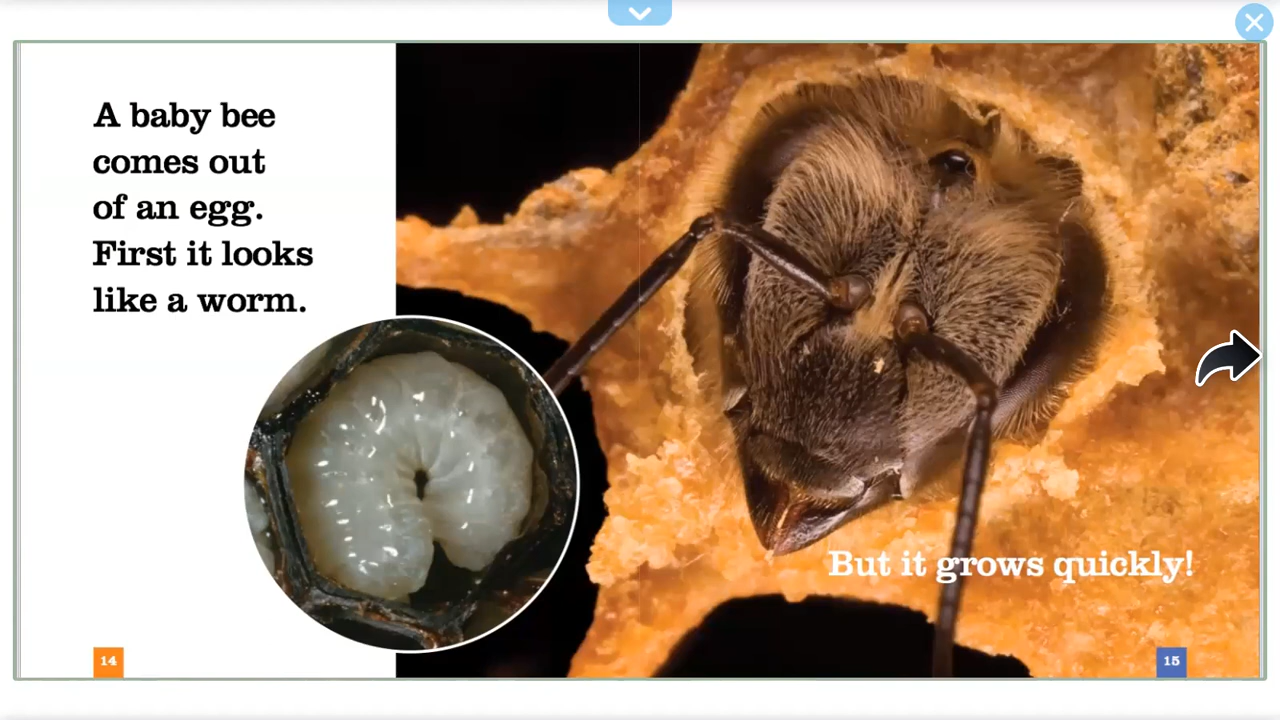 A baby bee
comes out
of an egg.
First it looks
like a worm.
But it grows quickly!
14
15